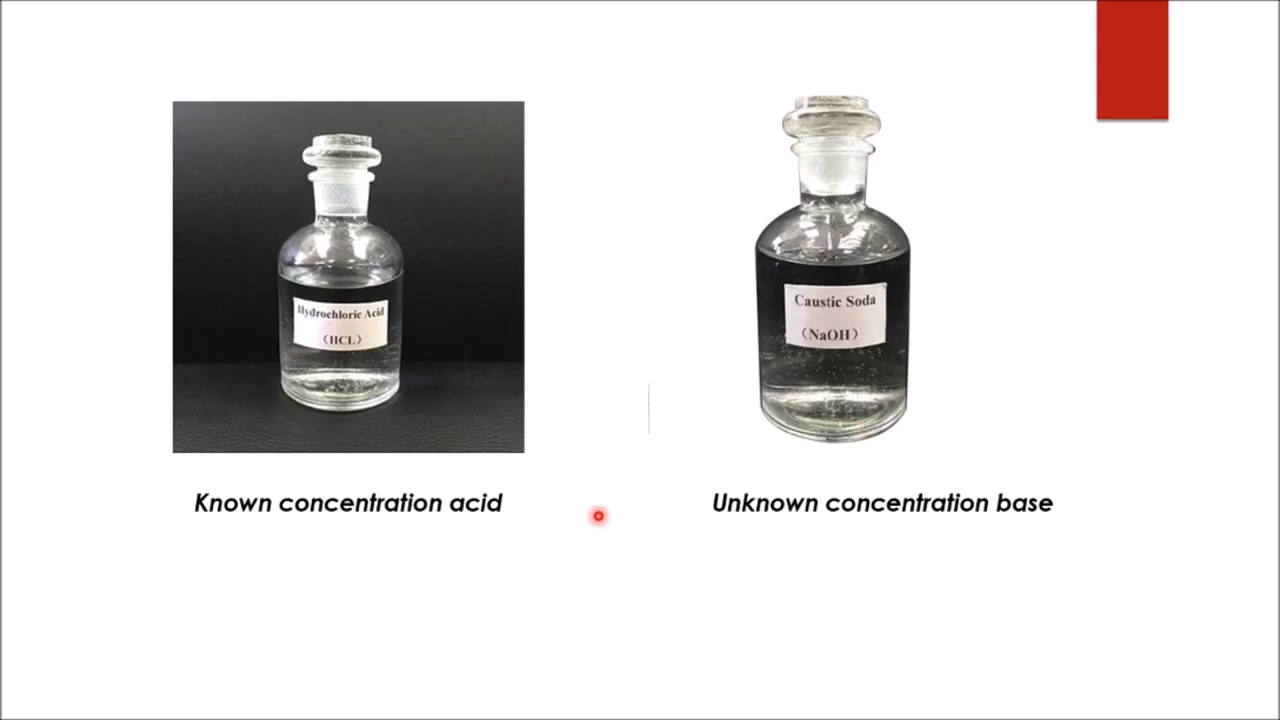 Hydrochloric Acid
(HCL)
Caustic Soda
(NaOH)
Known concentration acid
Unknown concentration base